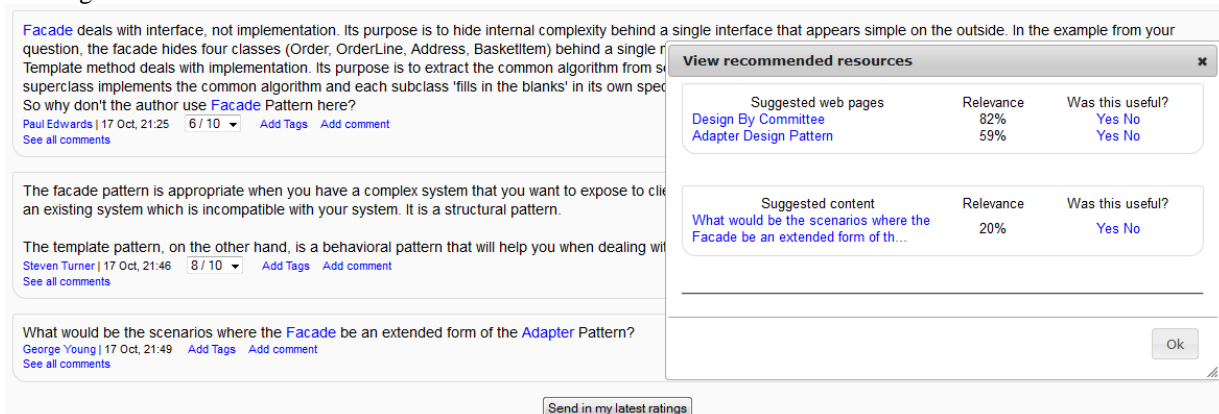 Facade deals with interface, not implementation. Its purpose is to hide internal complexity behind a single interface that appears simple on the outside. In the example from your
question, the facade hides four classes (Order, OrderLine, Address, BasketItem) behind a single
Template method deals with implementation. Its purpose is to extract the common algorithm from
superclass implements the common algorithm and each subclass 'fills in the blanks' in its own
So why don't the author use Facade Pattern here?
Paul Edwards | 17 Oct, 21:25 6 / 10 Add Tags Add comment
See all comments
The facade pattern is appropriate when you have a complex system that you want to expose to
an existing system which is incompatible with your system. It is a structural pattern.
The template pattern, on the other hand, is a behavioral pattern that will help you when dealing
Steven Turner | 17 Oct, 21:46 8 / 10 Add Tags Add comment
See all comments
What would be the scenarios where the Facade be an extended form of the Adapter Pattern?
George Young | 17 Oct, 21:49 Add Tags Add comment
See all comments
Send in my latest ratings
View recommended resources x
Suggested web pages Relevance Was this useful?
Design By Committee 82% Yes No
Adapter Design Pattern 59% Yes No
Suggested content Relevance Was this useful?
What would be the scenarios where the
Facade be an extended form of th... 20% Yes No
Ok